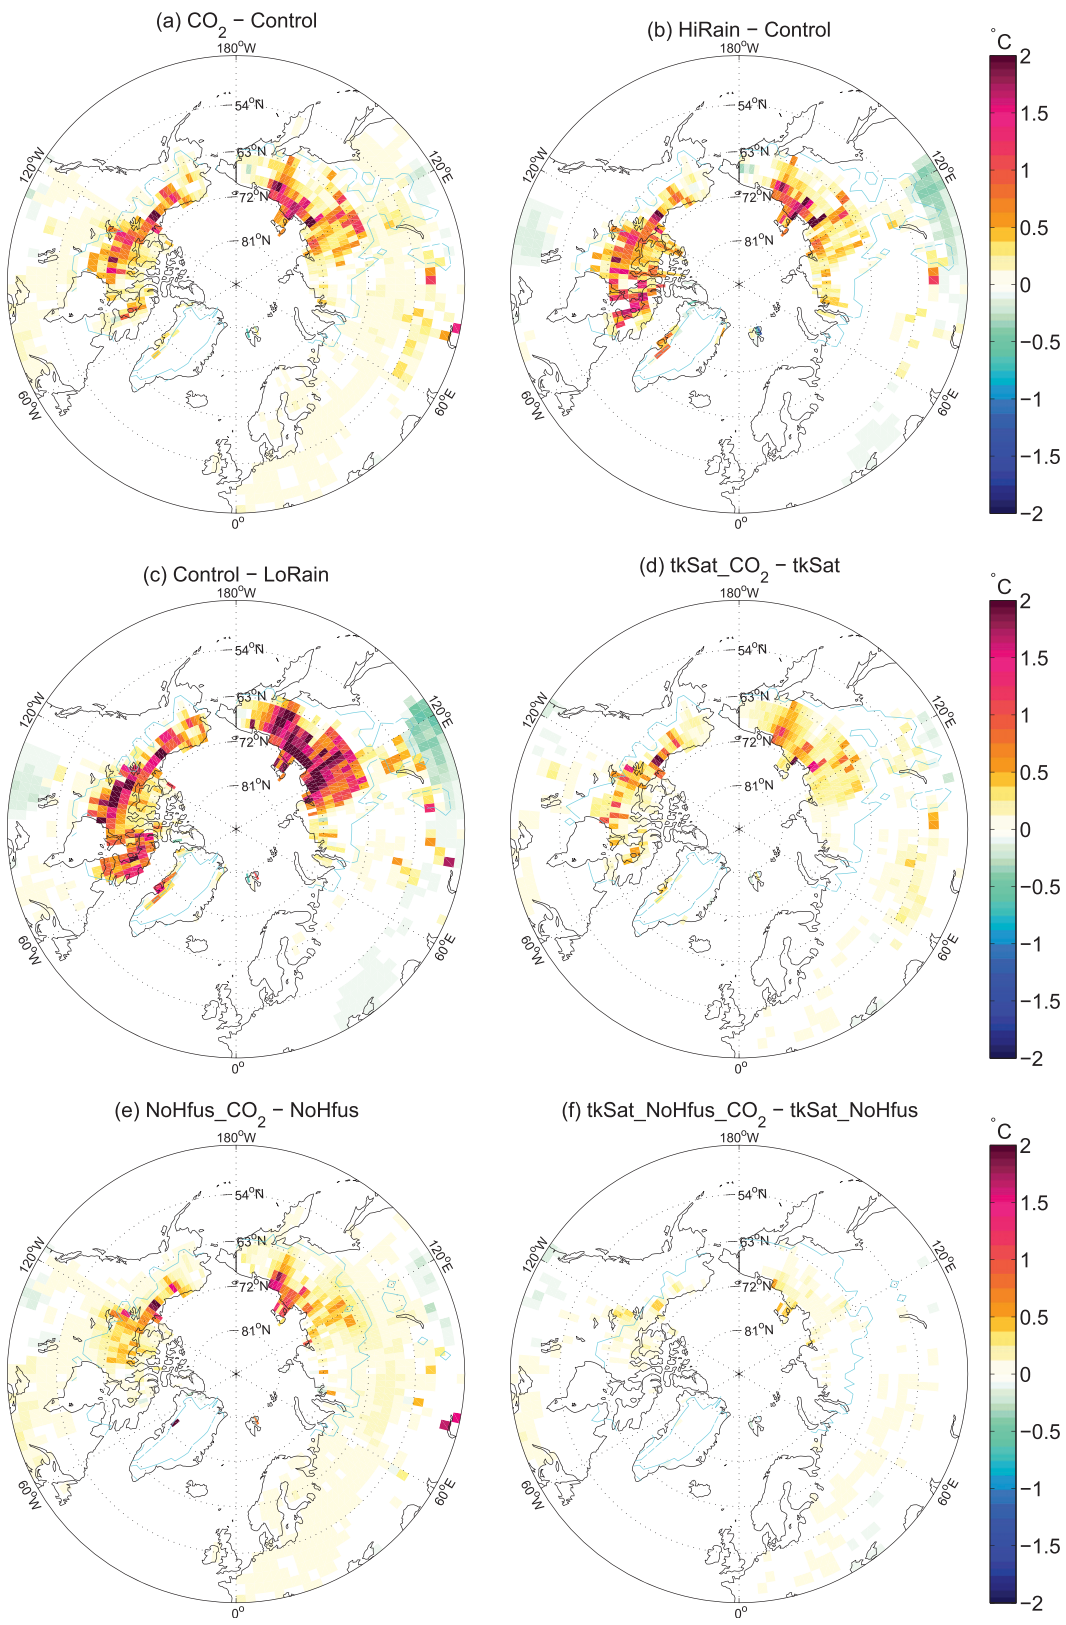 (a) CO2 − Control
(b) HiRain − Control
180°W
54°N
63°N
72°N
81°N
120°W
120°E
60°W
60°E
0°
180°W
54°N
63°N
72°N
81°N
120°W
120°E
60°W
60°E
0°
°C
2
1.5
1
0.5
0
−0.5
−1
−1.5
−2
(c) Control − LoRain
(d) tkSat_CO2 − tkSat
180°W
54°N
63°N
72°N
81°N
120°W
120°E
60°W
60°E
0°
180°W
54°N
63°N
72°N
81°N
120°W
120°E
60°W
60°E
0°
°C
2
1.5
1
0.5
0
−0.5
−1
−1.5
−2
(e) NoHfus_CO2 − NoHfus
(f) tkSat_NoHfus_CO2 − tkSat_NoHfus
180°W
54°N
63°N
72°N
81°N
120°W
120°E
60°W
60°E
0°
180°W
54°N
63°N
72°N
81°N
120°W
120°E
60°W
60°E
0°
°C
2
1.5
1
0.5
0
−0.5
−1
−1.5
−2